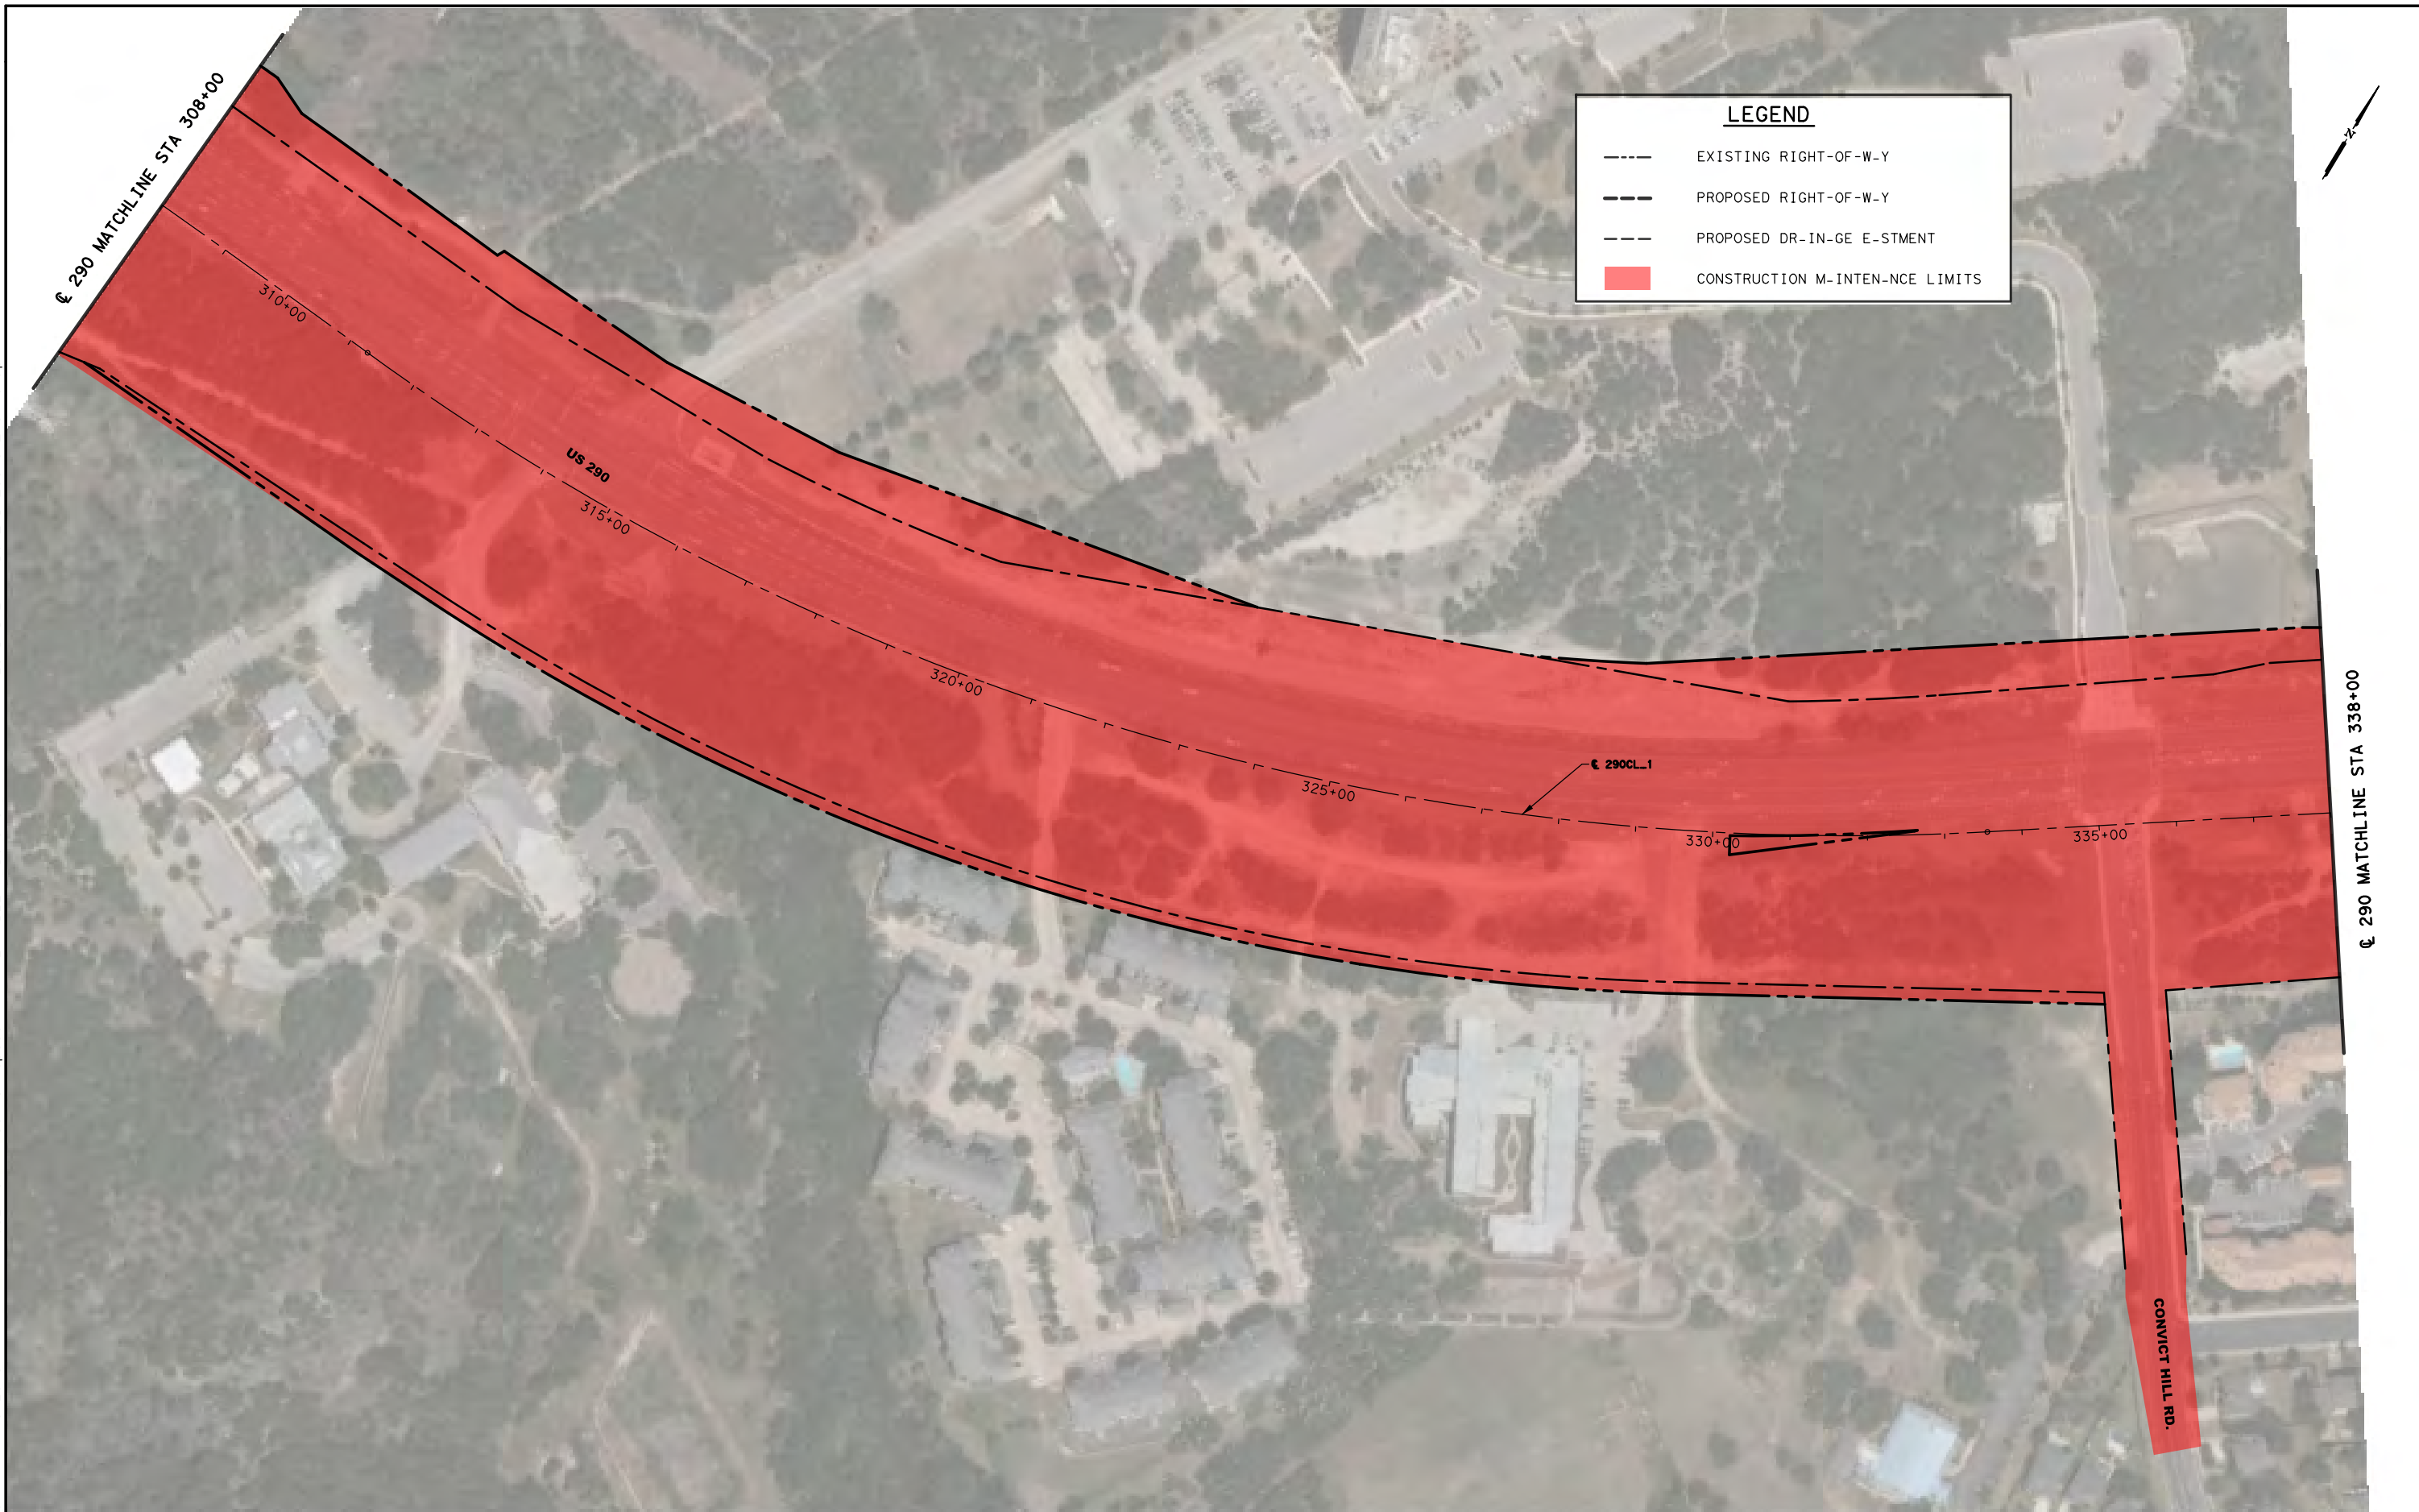 ℄ 290 MATCHLINE STA 308+00
LEGEND
EXISTING RIGHT-OF-W-Y
PROPOSED RIGHT-OF-W-Y
PROPOSED DR-IN-GE E-STMENT
CONSTRUCTION M-INTEN-NCE LIMITS
-N-
310+00
US 290
315+00
320+00
℄ 290CL_1
325+00
330+00
335+00
℄ 290 MATCHLINE STA 338+00
CONVICT HILL RD.